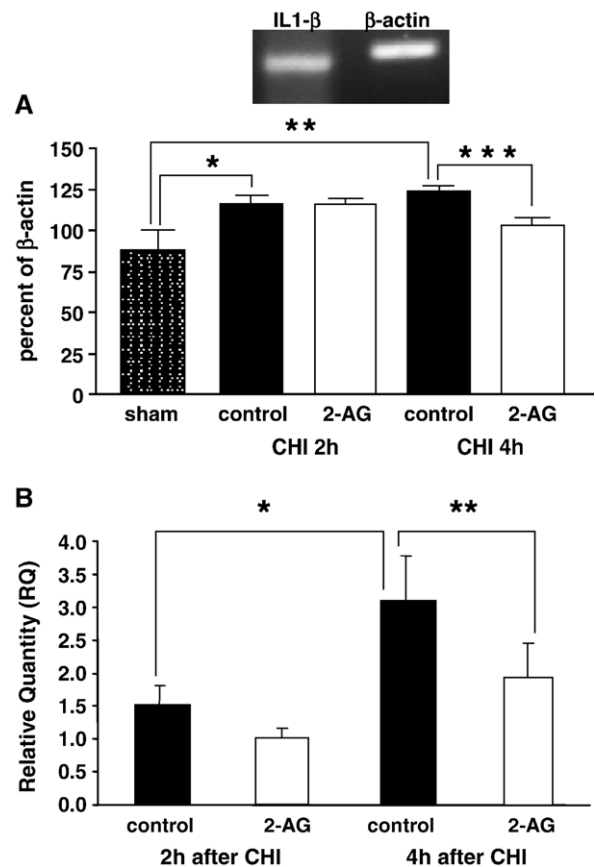 IL1-β β-actin
A
** 
* ***
percent of β-actin
150
125
100
75
50
25
0
sham control 2-AG control 2-AG
CHI 2h CHI 4h
B
* **
Relative Quantity (RQ)
4.0
3.5
3.0
2.5
2.0
1.5
1.0
0.5
0.0
control 2-AG control 2-AG
2h after CHI 4h after CHI